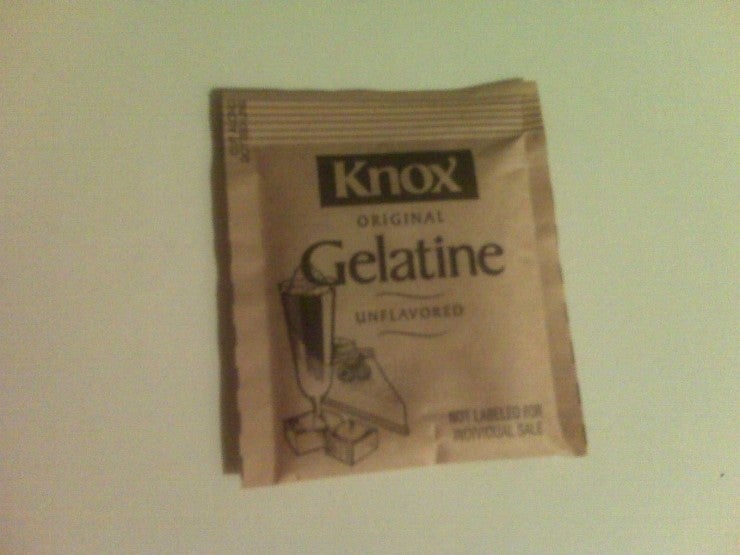 Knox
ORIGINAL
Gelatine
UNFLAVORED
NOT LABELED FOR
INDIVIDUAL SALE